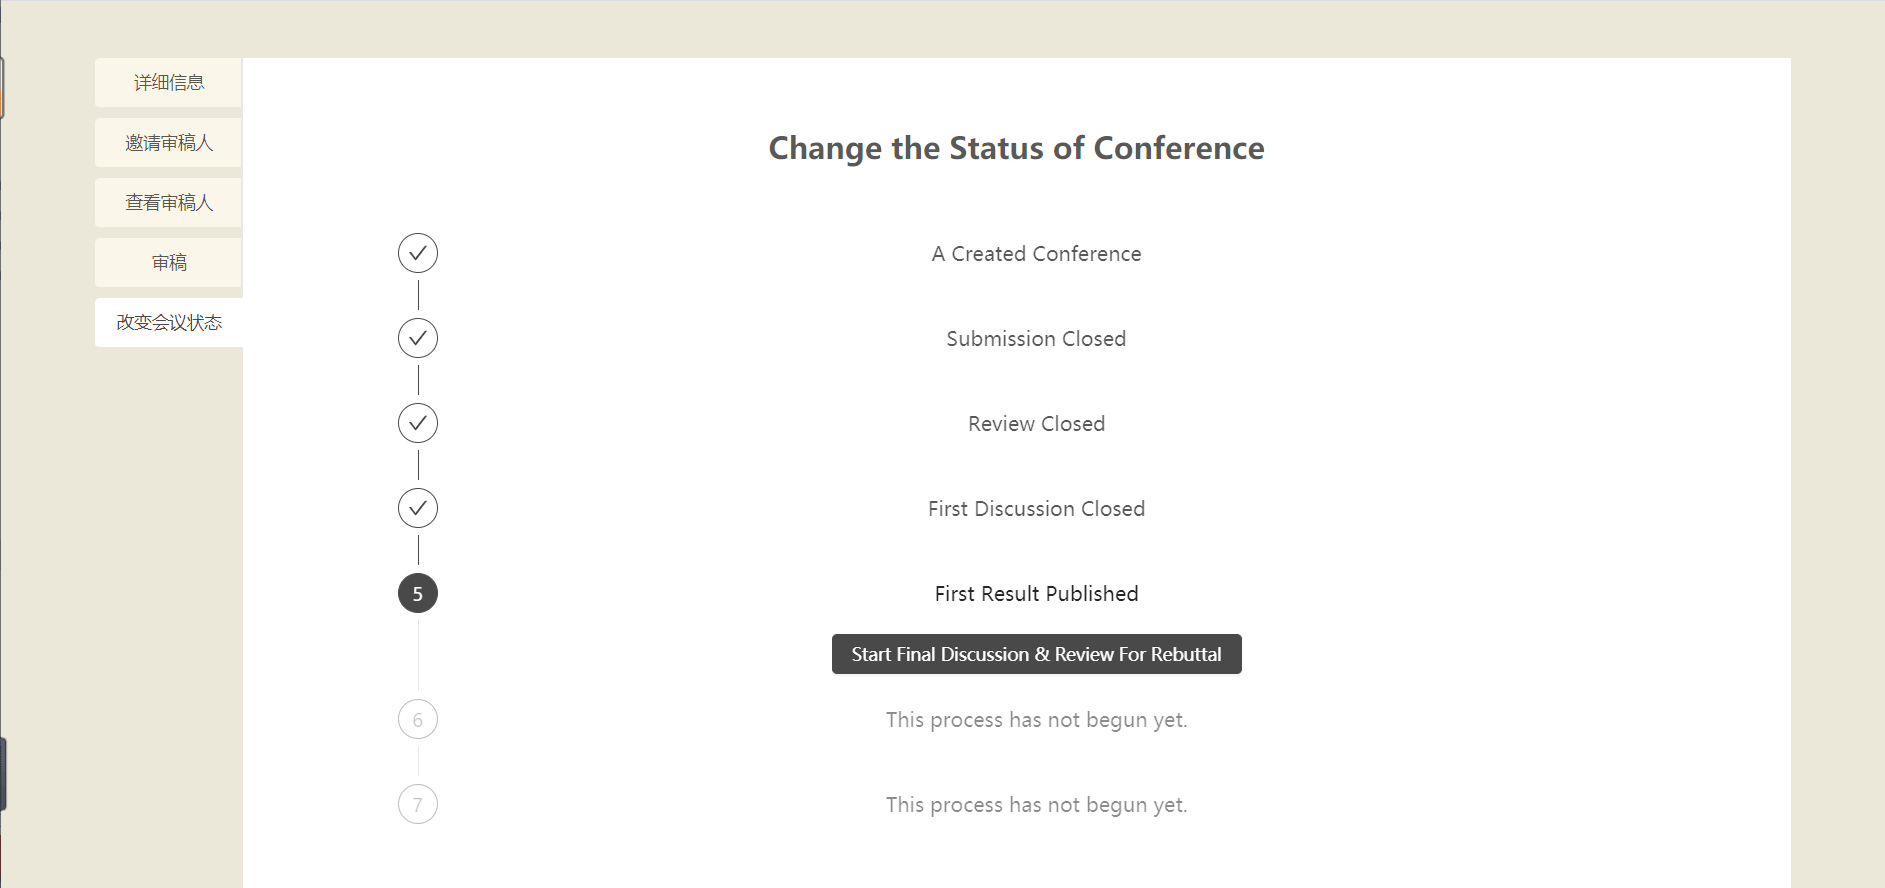 详细信息
邀请审稿人
查看审稿人
审稿
改变会议状态
Change the Status of Conference
A Created Conference
Submission Closed
Review Closed
First Discussion Closed
5 First Result Published
Start Final Discussion & Review For Rebuttal
6 This process has not begun yet.
7 This process has not begun yet.